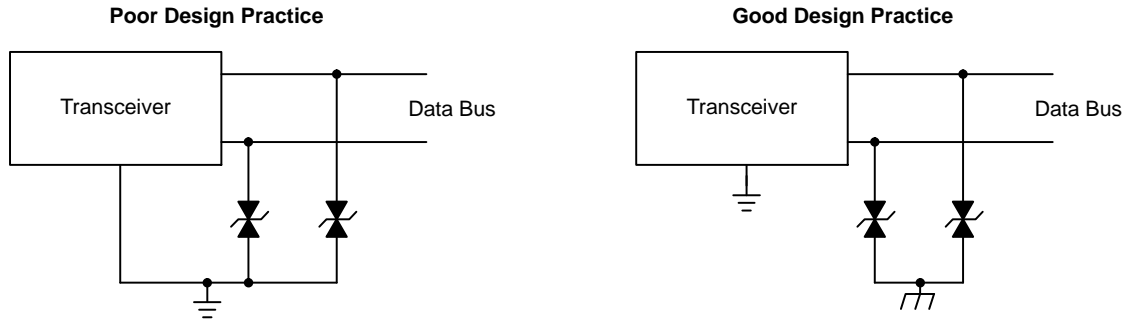 Poor Design Practice
Good Design Practice
Transceiver
Data Bus
Transceiver
Data Bus